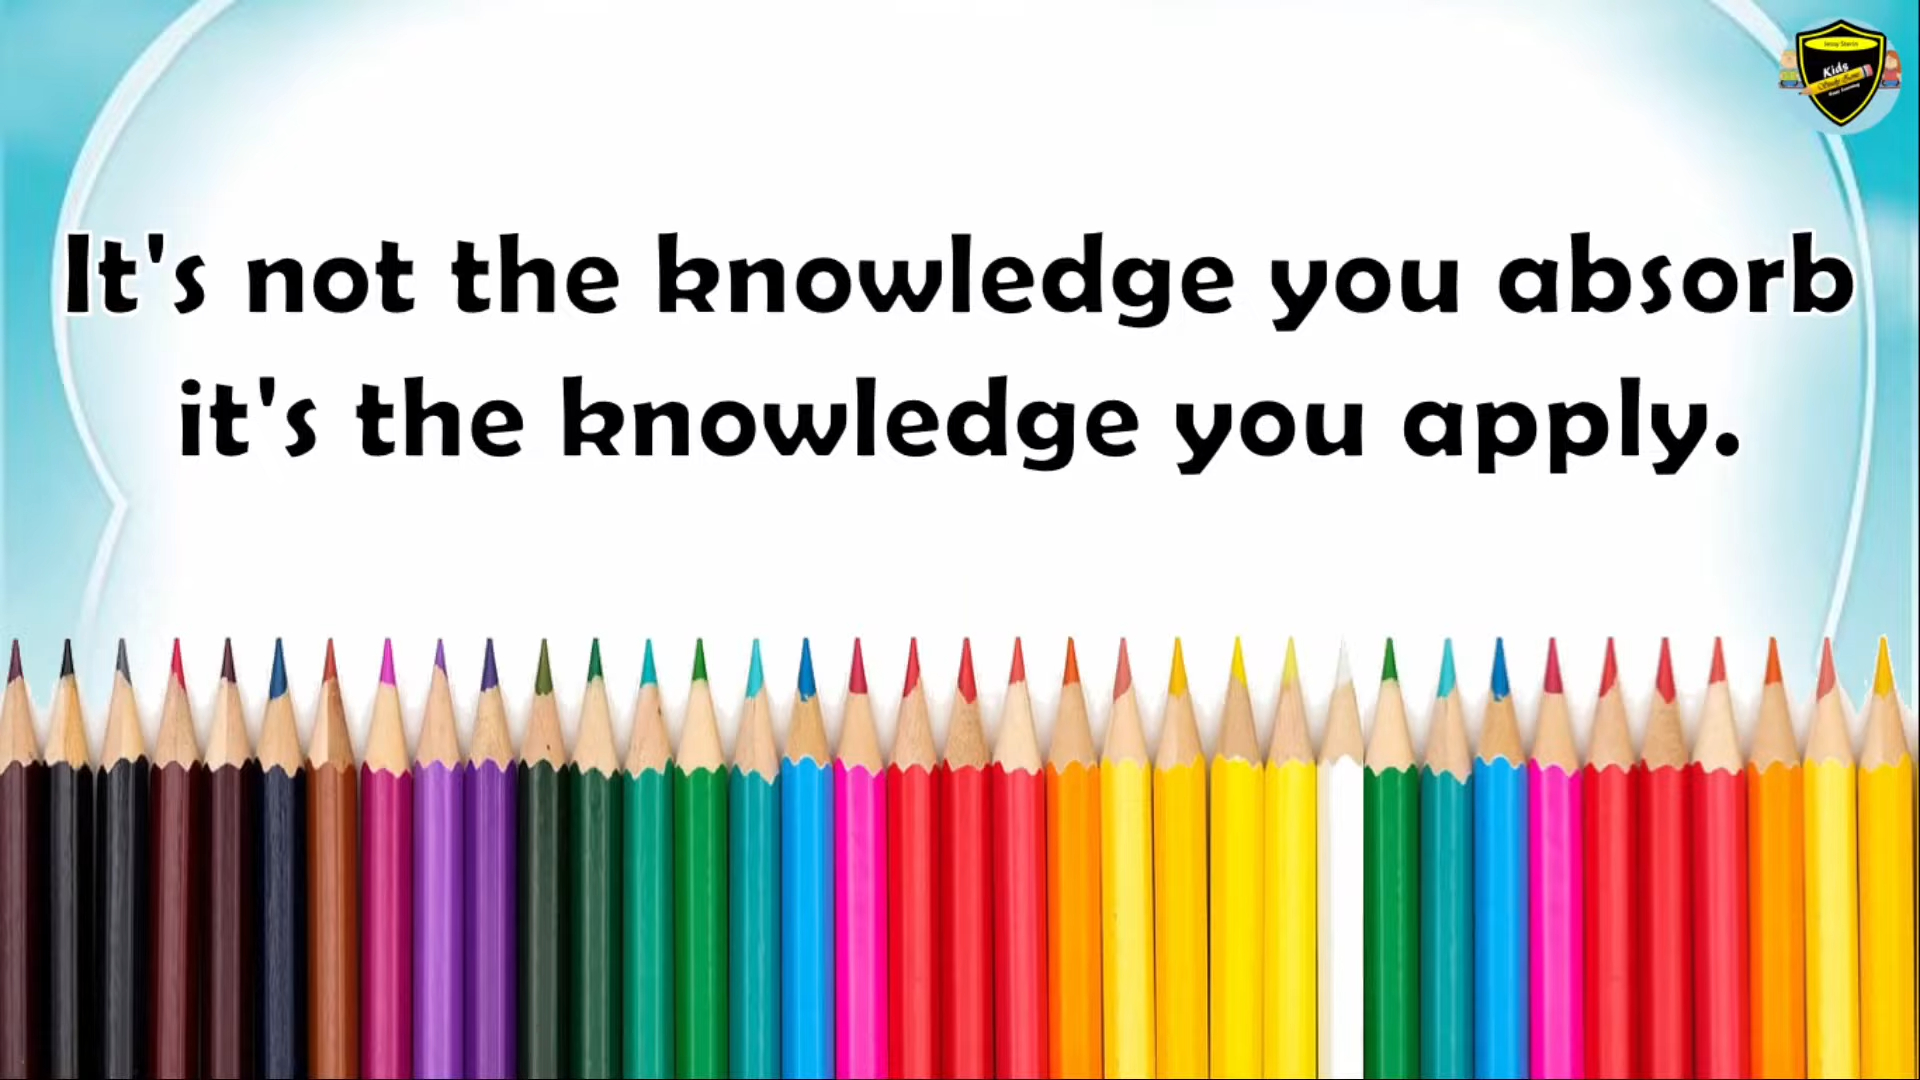 It's not the knowledge you absorb
it's the knowledge you apply.
Kids